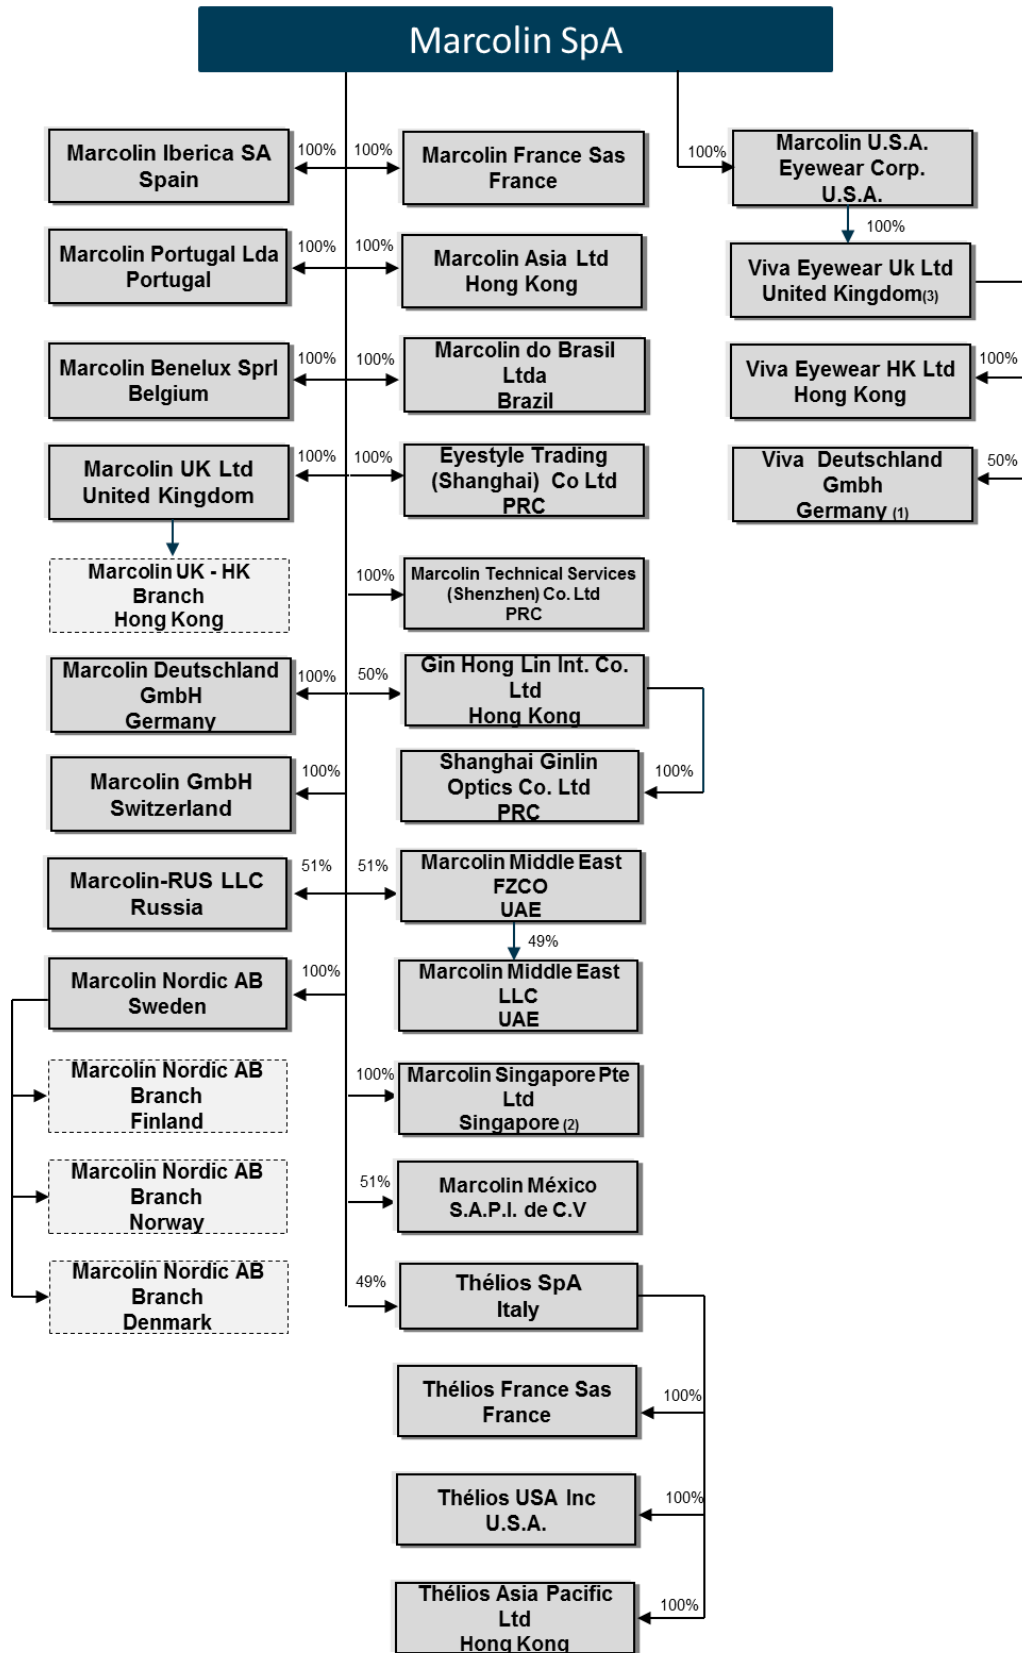 Marcolin SpA
Marcolin Iberica SA
Spain
100%
100%
Marcolin France Sas
France
100%
Marcolin U.S.A.
Eyewear Corp.
U.S.A.
100%
Marcolin Portugal Lda
Portugal
100%
100%
Marcolin Asia Ltd
Hong Kong
Viva Eyewear Uk Ltd
United Kingdom(3)
Marcolin Benelux Sprl
Belgium
100%
100%
Marcolin do Brasil
Ltda
Brazil
Viva Eyewear HK Ltd
Hong Kong
100%
Marcolin UK Ltd
United Kingdom
100%
100%
Eyestyle Trading
(Shanghai) Co Ltd
PRC
Viva Deutschland
Gmbh
Germany (1)
50%
Marcolin UK - HK
Branch
Hong Kong
100%
Marcolin Technical Services
(Shenzhen) Co. Ltd
PRC
Marcolin Deutschland
GmbH
Germany
100%
50%
Gin Hong Lin Int. Co.
Ltd
Hong Kong
Marcolin GmbH
Switzerland
100%
Shanghai Ginlin
Optics Co. Ltd
PRC
100%
Marcolin-RUS LLC
Russia
51%
51%
Marcolin Middle East
FZCO
UAE
49%
Marcolin Nordic AB
Sweden
100%
Marcolin Middle East
LLC
UAE
Marcolin Nordic AB
Branch
Finland
100%
Marcolin Singapore Pte
Ltd
Singapore (2)
Marcolin Nordic AB
Branch
Norway
51%
Marcolin México
S.A.P.I. de C.V
Marcolin Nordic AB
Branch
Denmark
49%
Thélios SpA
Italy
Thélios France Sas
France
100%
Thélios USA Inc
U.S.A.
100%
Thélios Asia Pacific
Ltd
Hong Kong
100%